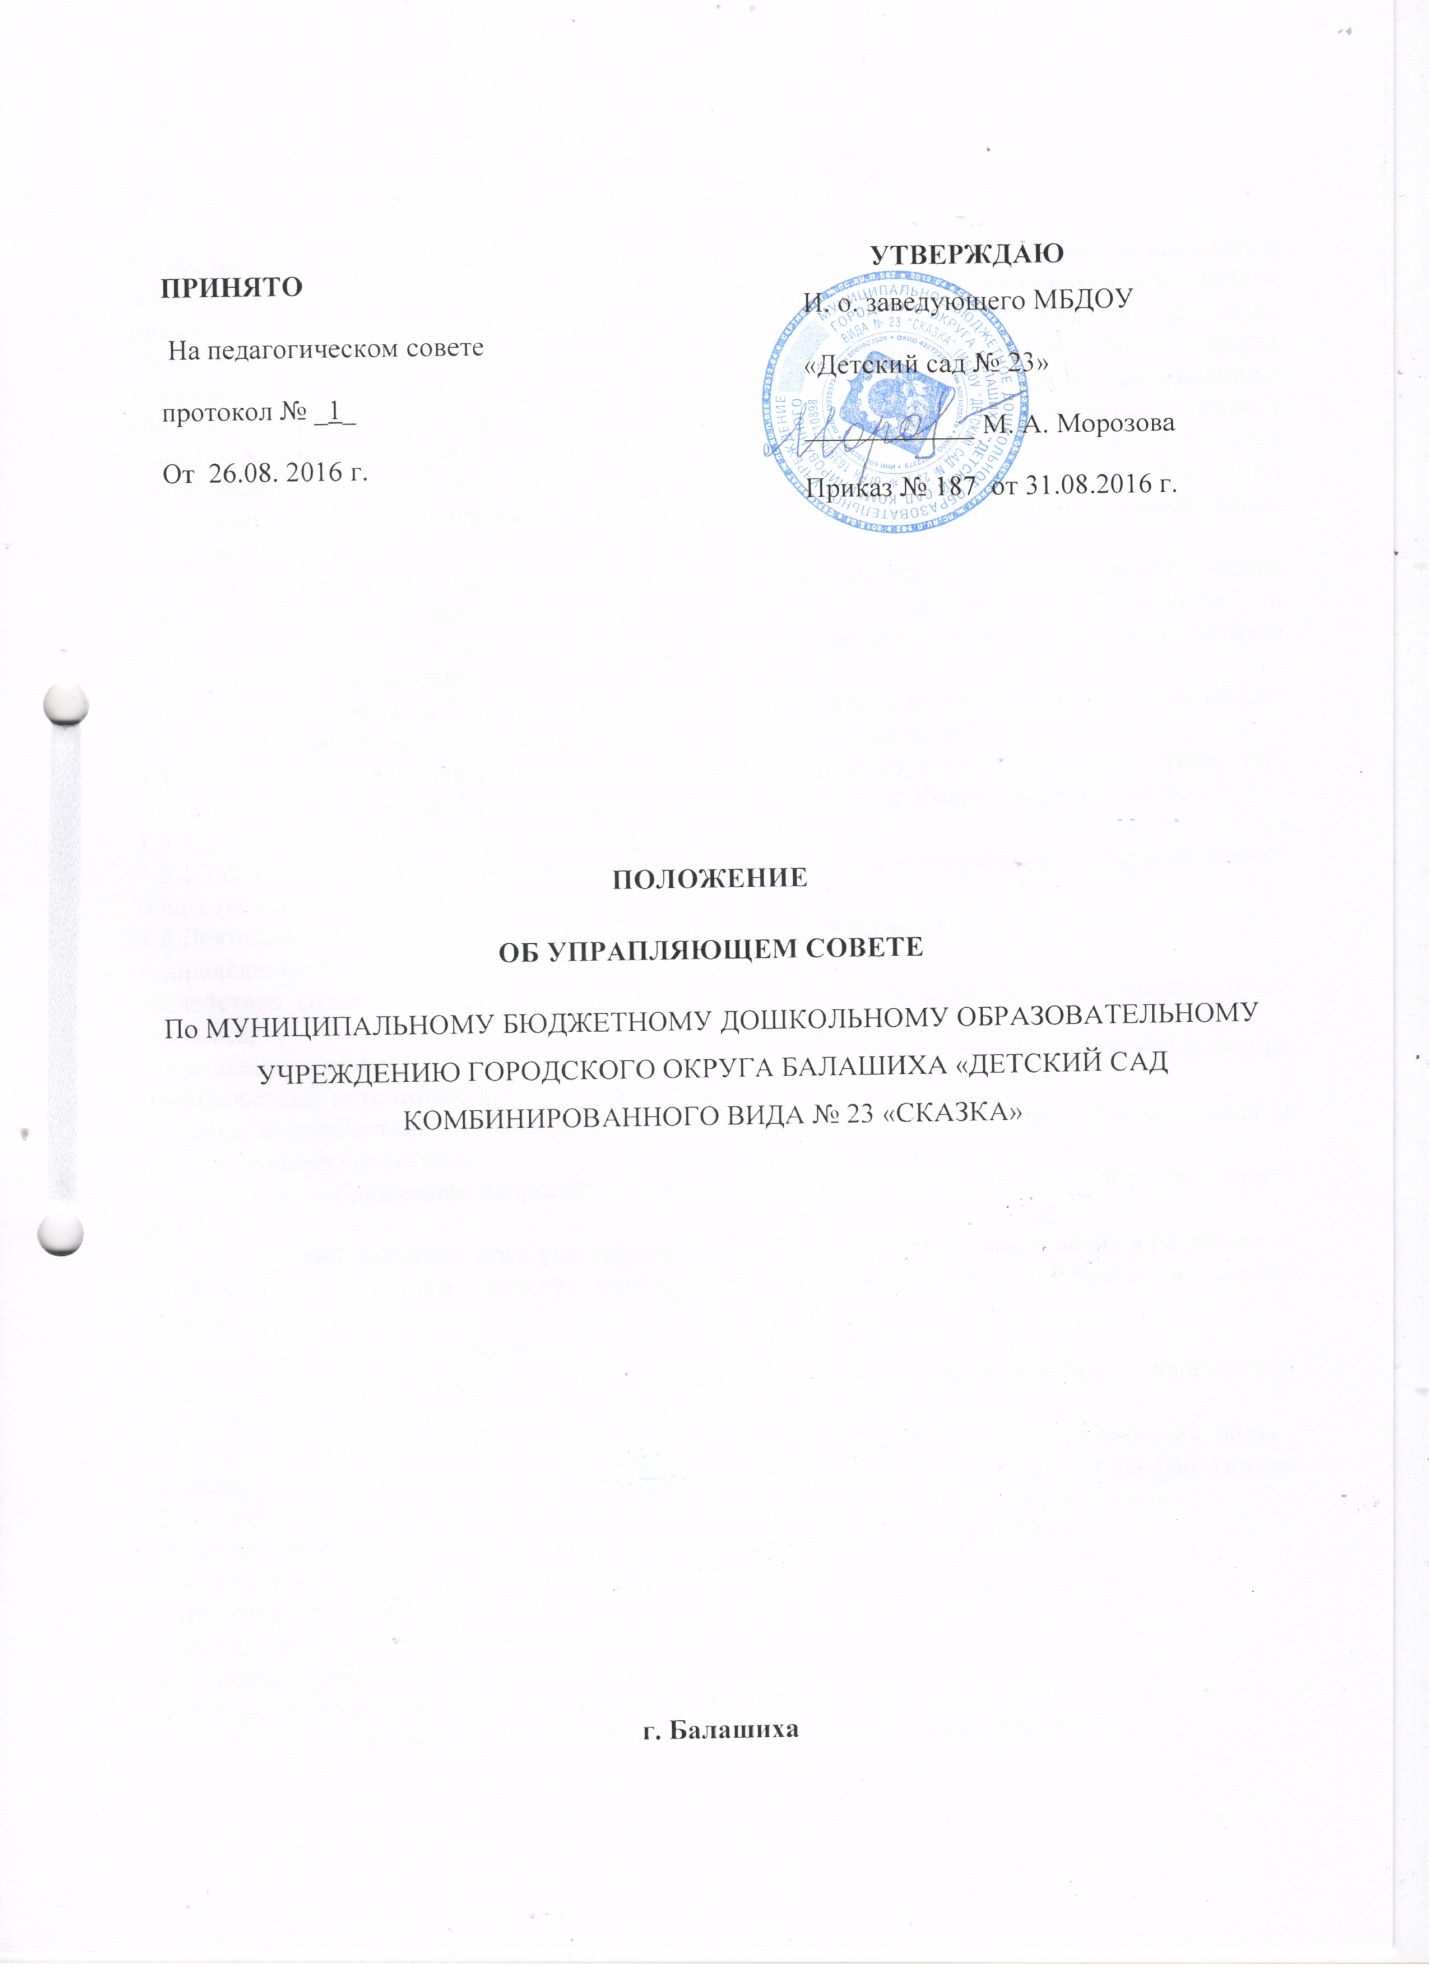 ПРИНЯТО
На педагогическом совете
протокол № _1_
От 26.08. 2016 г.
УТВЕРЖДАЮ
И. о. заведующего МБДОУ
«Детский сад № 23»
____________ М. А. Морозова
Приказ № 187 от 31.08.2016 г.
ПОЛОЖЕНИЕ
ОБ УПРАПЛЯЮЩЕМ СОВЕТЕ
По МУНИЦИПАЛЬНОМУ БЮДЖЕТНОМУ ДОШКОЛЬНОМУ ОБРАЗОВАТЕЛЬНОМУ
УЧРЕЖДЕНИЮ ГОРОДСКОГО ОКРУГА БАЛАШИХА «ДЕТСКИЙ САД
КОМБИНИРОВАННОГО ВИДА № 23 «СКАЗКА»
г. Балашиха